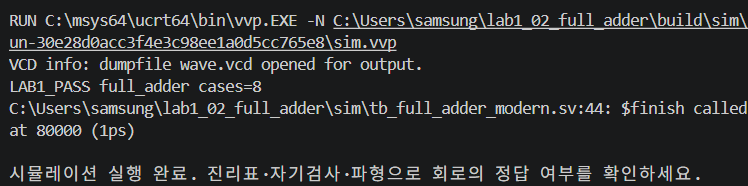 RUN C:\msys64\ucrt64\bin\vvp.EXE -N C:\Users\samsung\lab1_02_full_adder\build\sim\
un-30e28d0acc3f4e3c98ee1a0d5cc765e8\sim.vvp
VCD info: dumpfile wave.vcd opened for output.
LAB1_PASS full_adder cases=8
C:\Users\samsung\lab1_02_full_adder\sim\tb_full_adder_modern.sv:44: $finish called
at 80000 (1ps)
시뮬레이션 실행 완료. 진리표·자기검사·파형으로 회로의 정답 여부를 확인하세요.